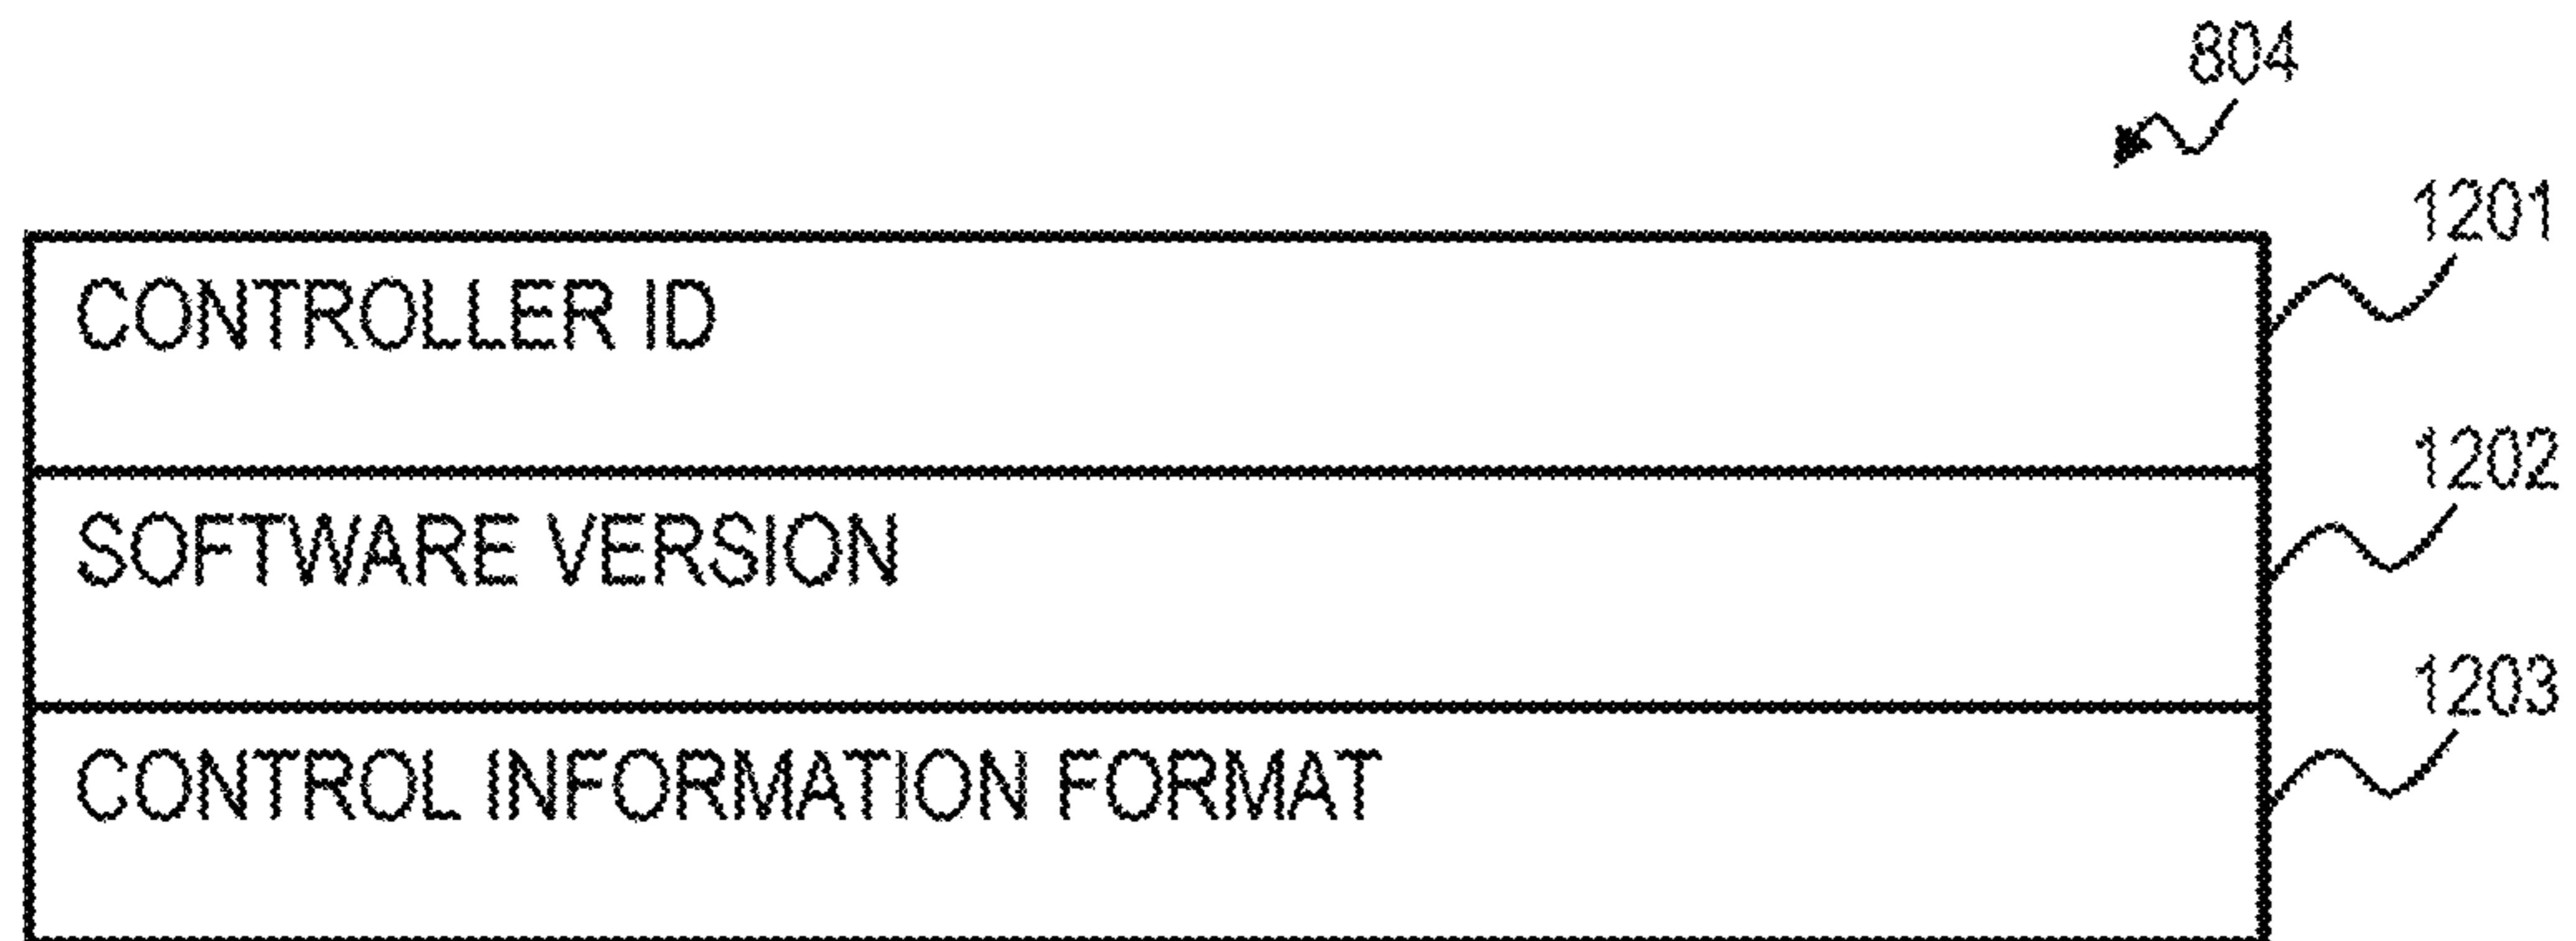 804
1201
CONTROLLER ID
1202
SOFTWARE VERSION
1203
CONTROL INFORMATION FORMAT